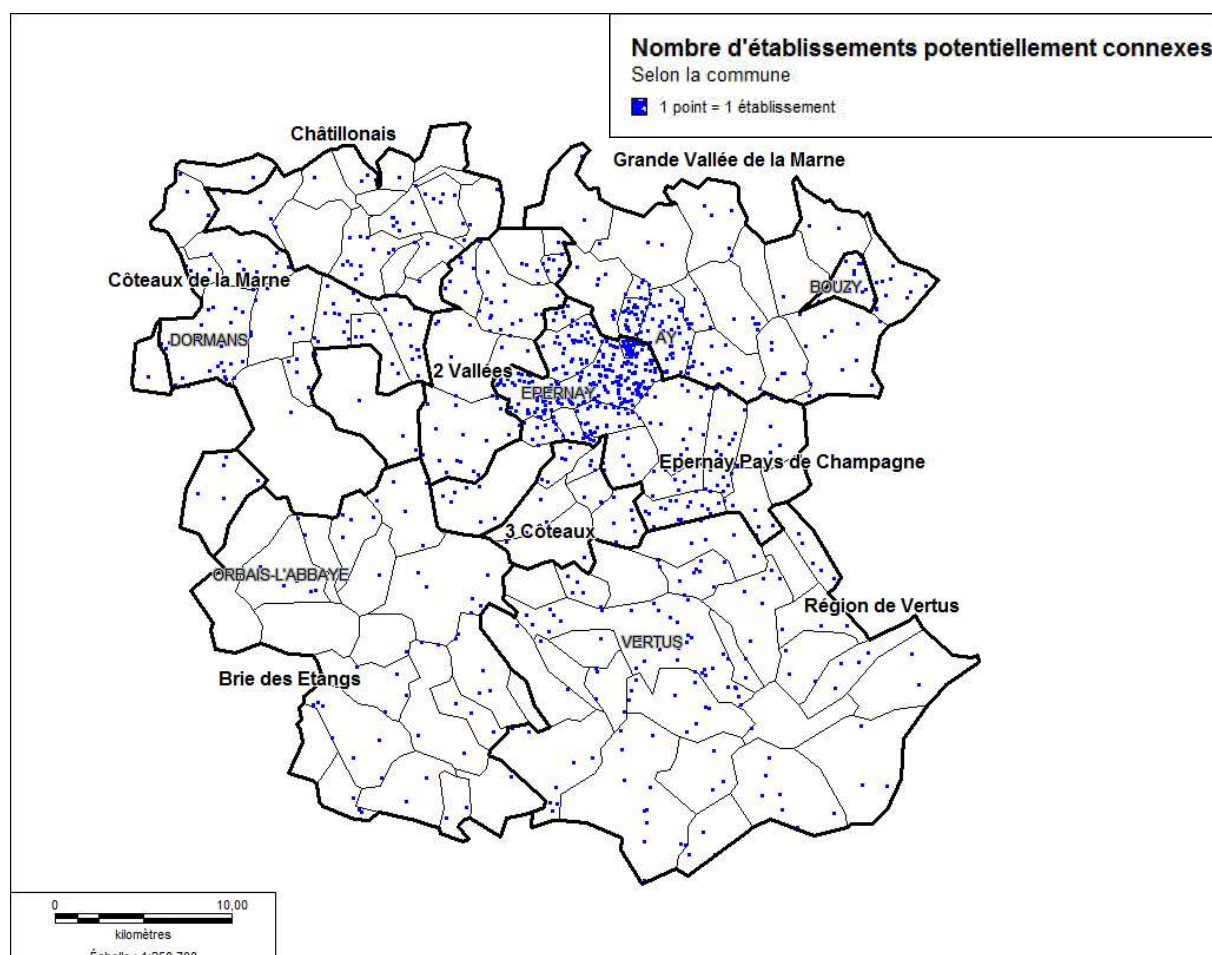 Nombre d'établissements potentiellement connexes
Selon la commune
1 point = 1 établissement
Châtillonais
Grande Vallée de la Marne
Côteaux de la Marne
BOUZY
DORMANS
AY
2 Vallées
EPERNAY
Epernay Pays de Champagne
3 Côteaux
ORBAIS-L'ABBAYE
Région de Vertus
VERTUS
Brie des Etangs
0 10,00
kilomètres